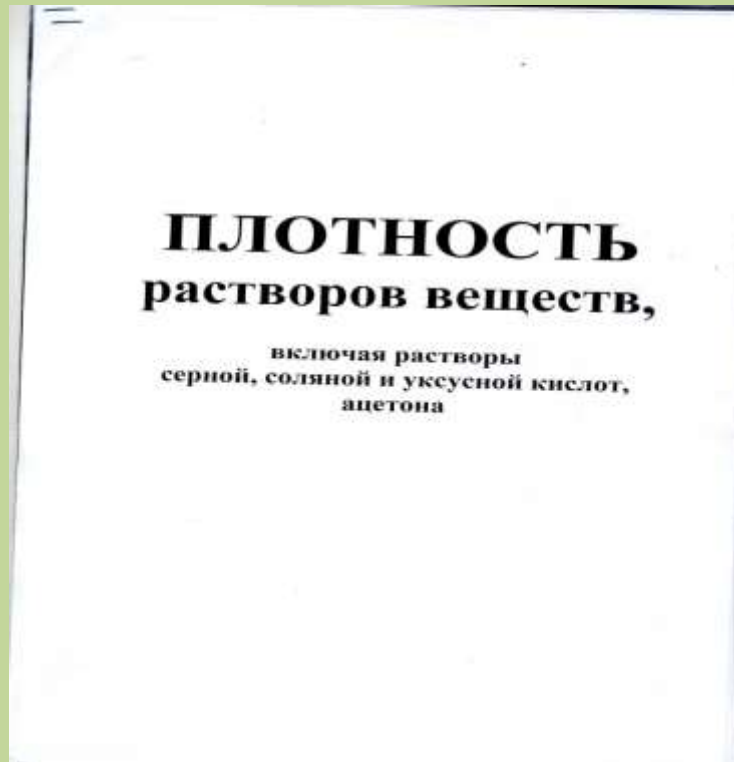 ПЛОТНОСТЬ
растворов веществ,
включая растворы
серной, соляной и уксусной кислот,
ацетона